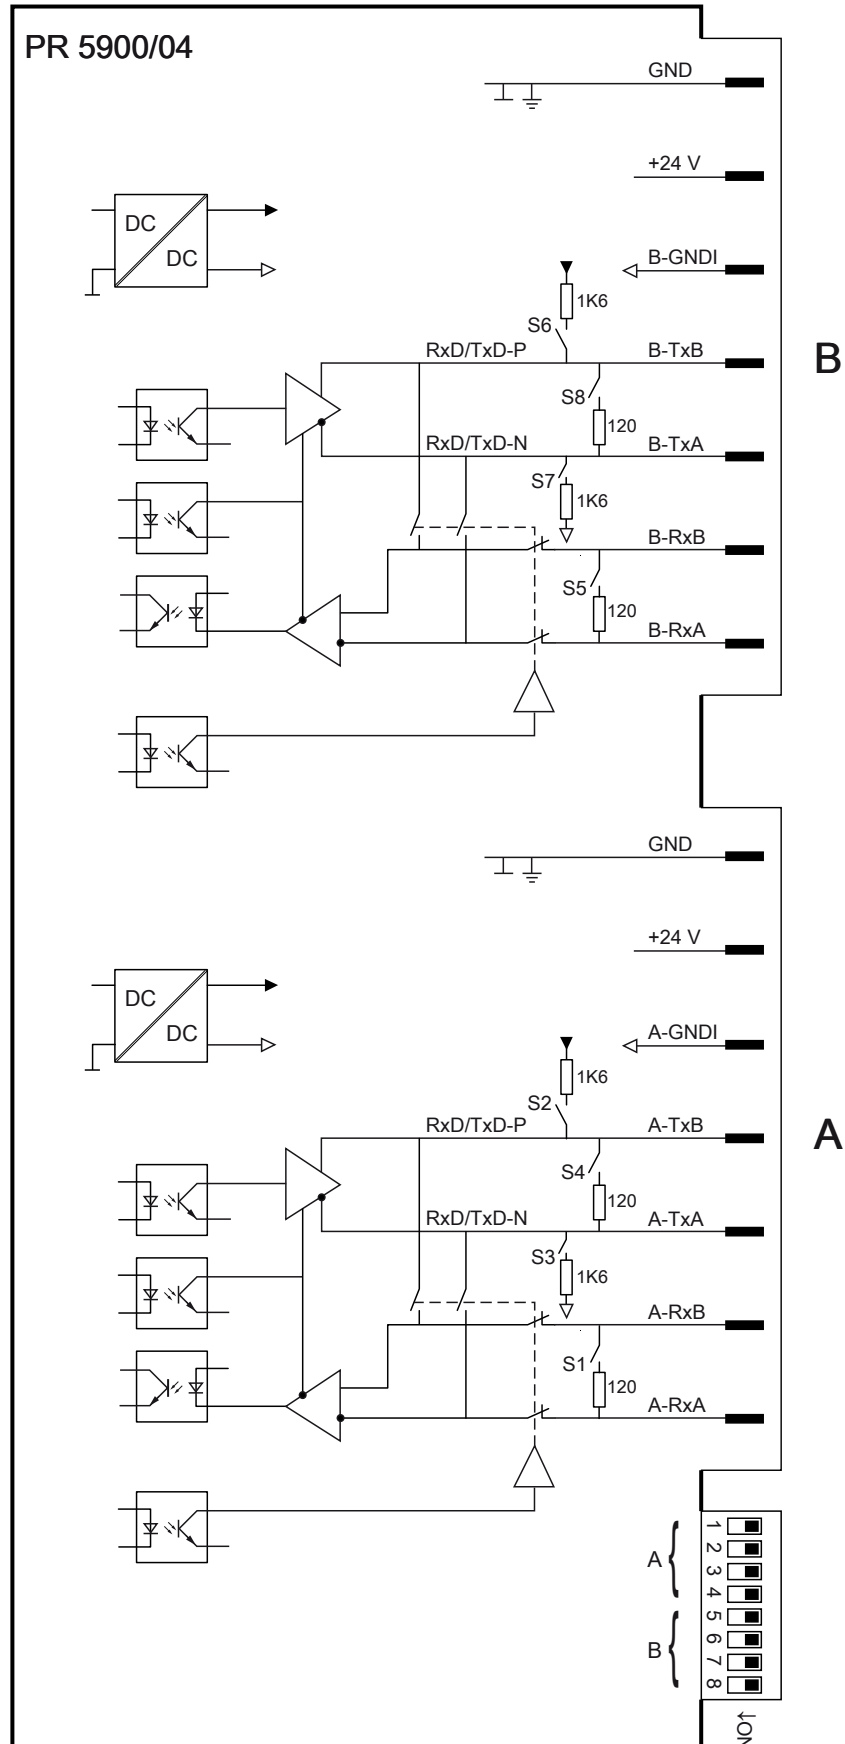 PR 5900/04
GND
+24 V
DC
DC
B-GNDI
1K6
S6
RxD/TxD-P
B-TxB
B
S8
120
RxD/TxD-N
B-TxA
S7
1K6
B-RxB
S5
120
B-RxA
GND
+24 V
DC
DC
A-GNDI
1K6
S2
RxD/TxD-P
A-TxB
A
S4
120
RxD/TxD-N
A-TxA
S3
1K6
A-RxB
S1
120
A-RxA
1
2
A
3
4
5
6
B
7
8
↑ON